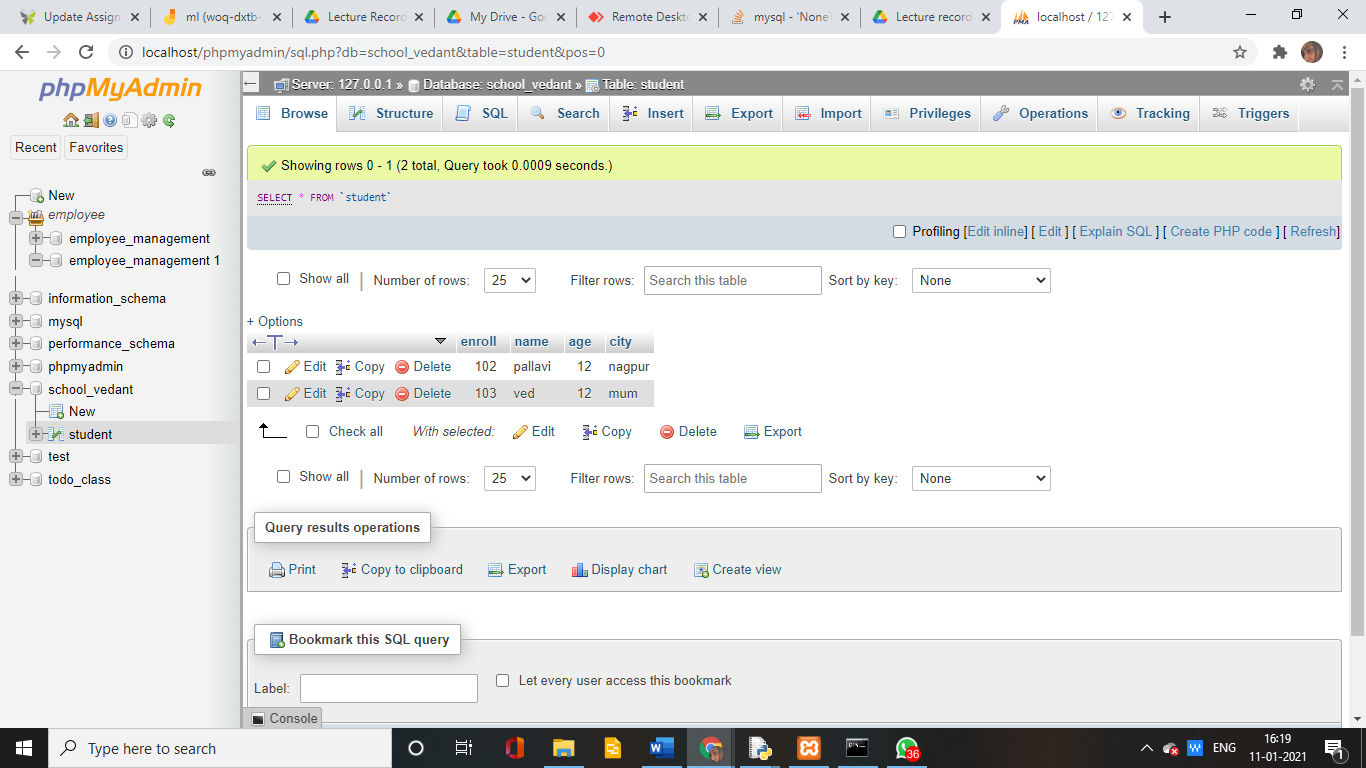 Update Assign
ml (woq-dxtb-
Lecture Record
My Drive - Goo
Remote Deskto
mysql - 'NoneT
Lecture record
PMA localhost / 127
localhost/phpmyadmin/sql.php?db=school_vedant&table=student&pos=0
phpMyAdmin
Recent Favorites
New
employee
employee_management
employee_management 1
information_schema
mysql
performance_schema
phpmyadmin
school_vedant
New
student
test
todo_class
Server: 127.0.0.1 » Database: school_vedant » Table: student
Browse Structure SQL Search Insert Export Import Privileges Operations Tracking Triggers
Showing rows 0 - 1 (2 total, Query took 0.0009 seconds.)
SELECT * FROM `student`
Profiling [Edit inline] [ Edit ] [ Explain SQL ] [ Create PHP code ] [ Refresh]
Show all | Number of rows: 25 Filter rows: Search this table Sort by key: None
+ Options
←T→ enroll name age city
Edit Copy Delete 102 pallavi 12 nagpur
Edit Copy Delete 103 ved 12 mum
Check all With selected: Edit Copy Delete Export
Show all | Number of rows: 25 Filter rows: Search this table Sort by key: None
Query results operations
Print Copy to clipboard Export Display chart Create view
Bookmark this SQL query
Label: Let every user access this bookmark
Console
Type here to search
36
ENG
16:19
11-01-2021
1